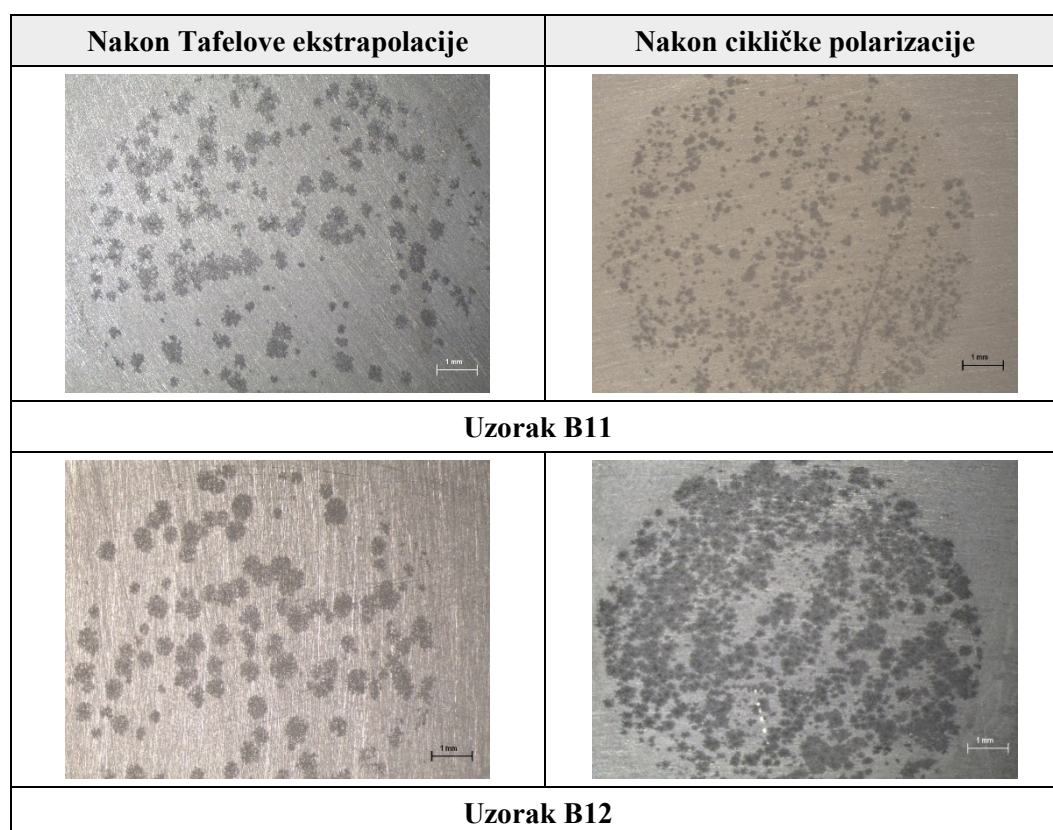 Nakon Tafelove ekstrapolacije
Nakon cikličke polarizacije
1 mm
1 mm
Uzorak B11
1 mm
1 mm
Uzorak B12